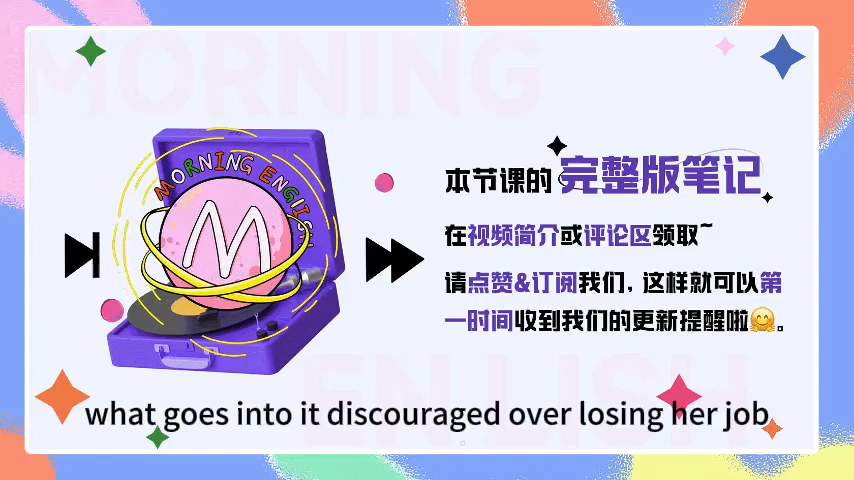 MORNING
MORNING ENGLISH
M
本节课的 完整版笔记
在视频简介或评论区领取~
请点赞&订阅我们，这样就可以第
一时间收到我们的更新提醒啦🤗。
ENGLISH
what goes into it discouraged over losing her job